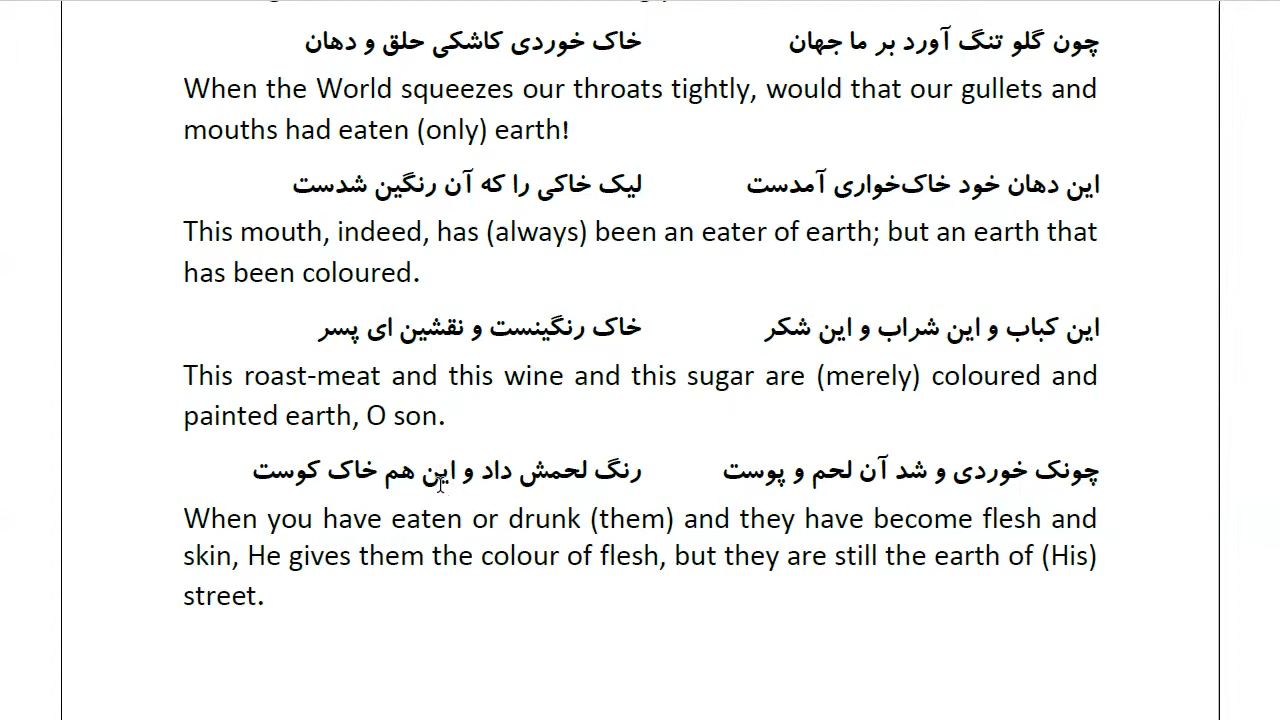 چون گلو تنگ آورد بر ما جهان خاک خوردی کاشکی حلق و دهان
When the World squeezes our throats tightly, would that our gullets and
mouths had eaten (only) earth!
این دهان خود خاک‌خواری آمدست لیک خاکی را که آن رنگین شدست
This mouth, indeed, has (always) been an eater of earth; but an earth that
has been coloured.
این کباب و این شراب و این شکر خاک رنگینست و نقشین ای پسر
This roast-meat and this wine and this sugar are (merely) coloured and
painted earth, O son.
چونک خوردی و شد آن لحم و پوست رنگ لحمش داد و این هم خاک کوست
When you have eaten or drunk (them) and they have become flesh and
skin, He gives them the colour of flesh, but they are still the earth of (His)
street.